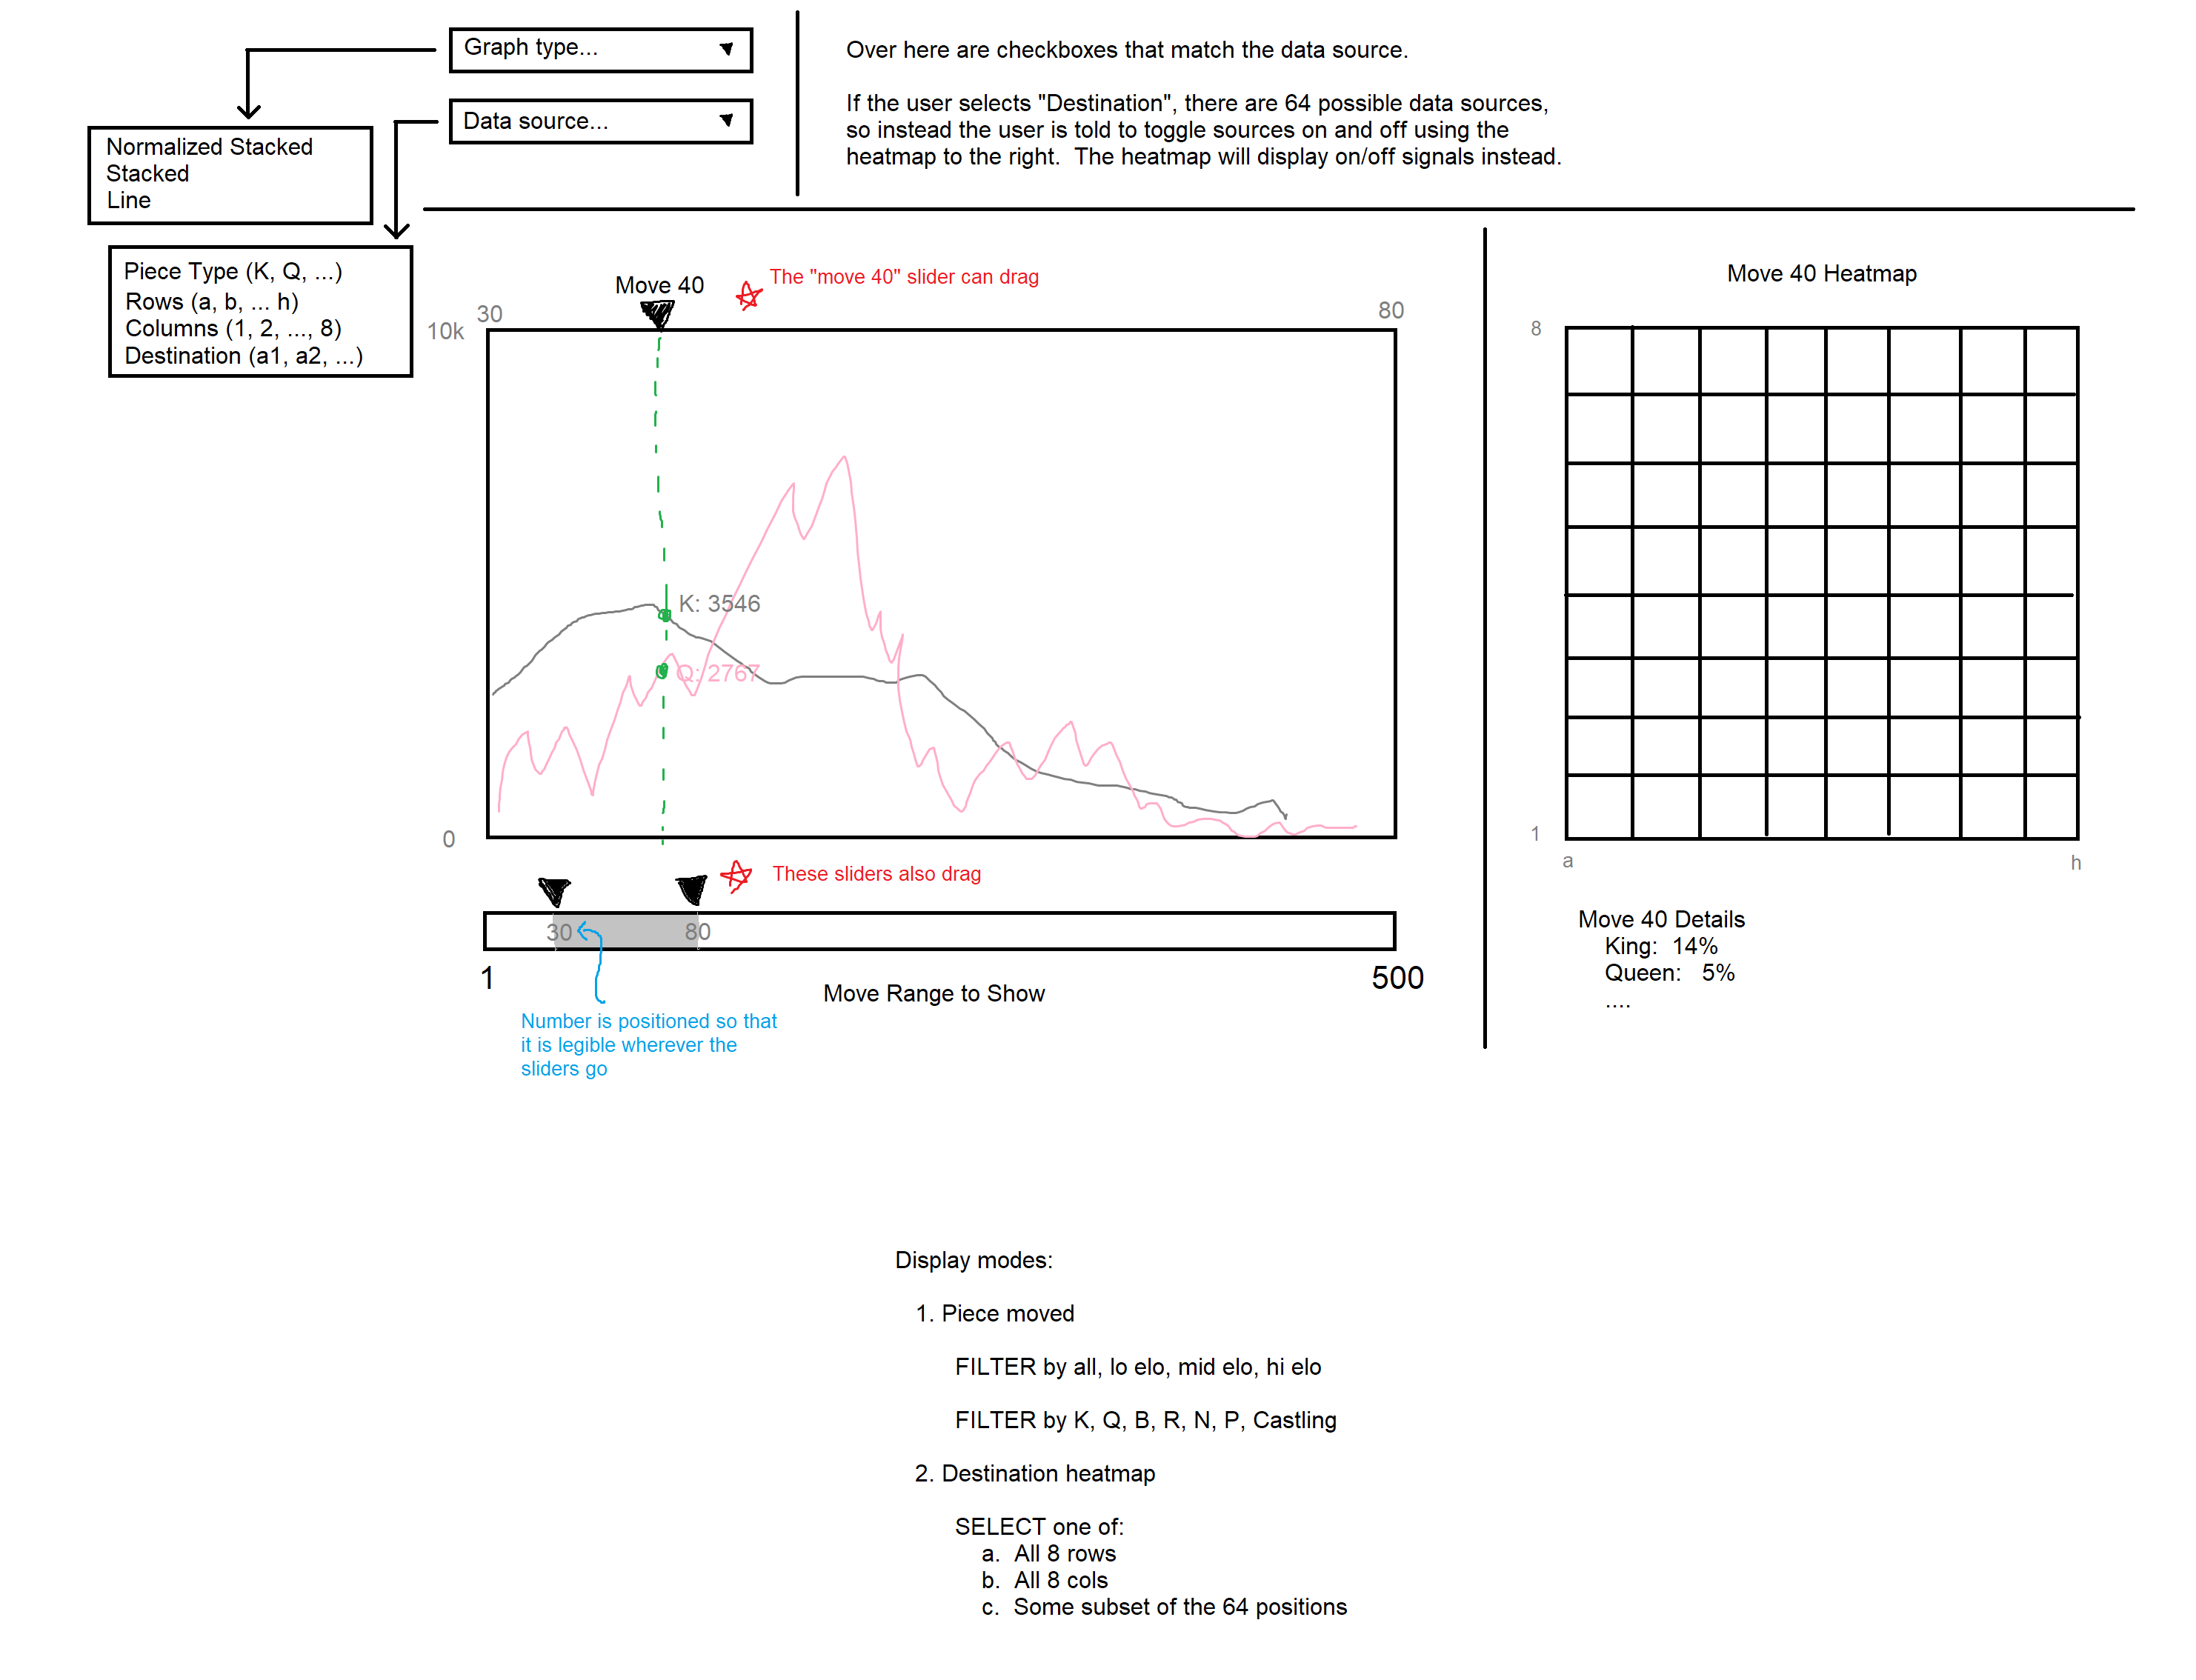 Graph type...
Data source...
Normalized Stacked
Stacked
Line
Piece Type (K, Q, ...)
Rows (a, b, ... h)
Columns (1, 2, ..., 8)
Destination (a1, a2, ...)
Over here are checkboxes that match the data source.
If the user selects "Destination", there are 64 possible data sources,
so instead the user is told to toggle sources on and off using the
heatmap to the right.  The heatmap will display on/off signals instead.
Move 40
The "move 40" slider can drag
30
80
10k
K: 3546
Q: 2767
0
These sliders also drag
30
80
1
500
Move Range to Show
Number is positioned so that
it is legible wherever the
sliders go
Move 40 Heatmap
8
1
a
h
Move 40 Details
King:  14%
Queen:   5%
....
Display modes:
1. Piece moved
FILTER by all, lo elo, mid elo, hi elo
FILTER by K, Q, B, R, N, P, Castling
2. Destination heatmap
SELECT one of:
a.  All 8 rows
b.  All 8 cols
c.  Some subset of the 64 positions